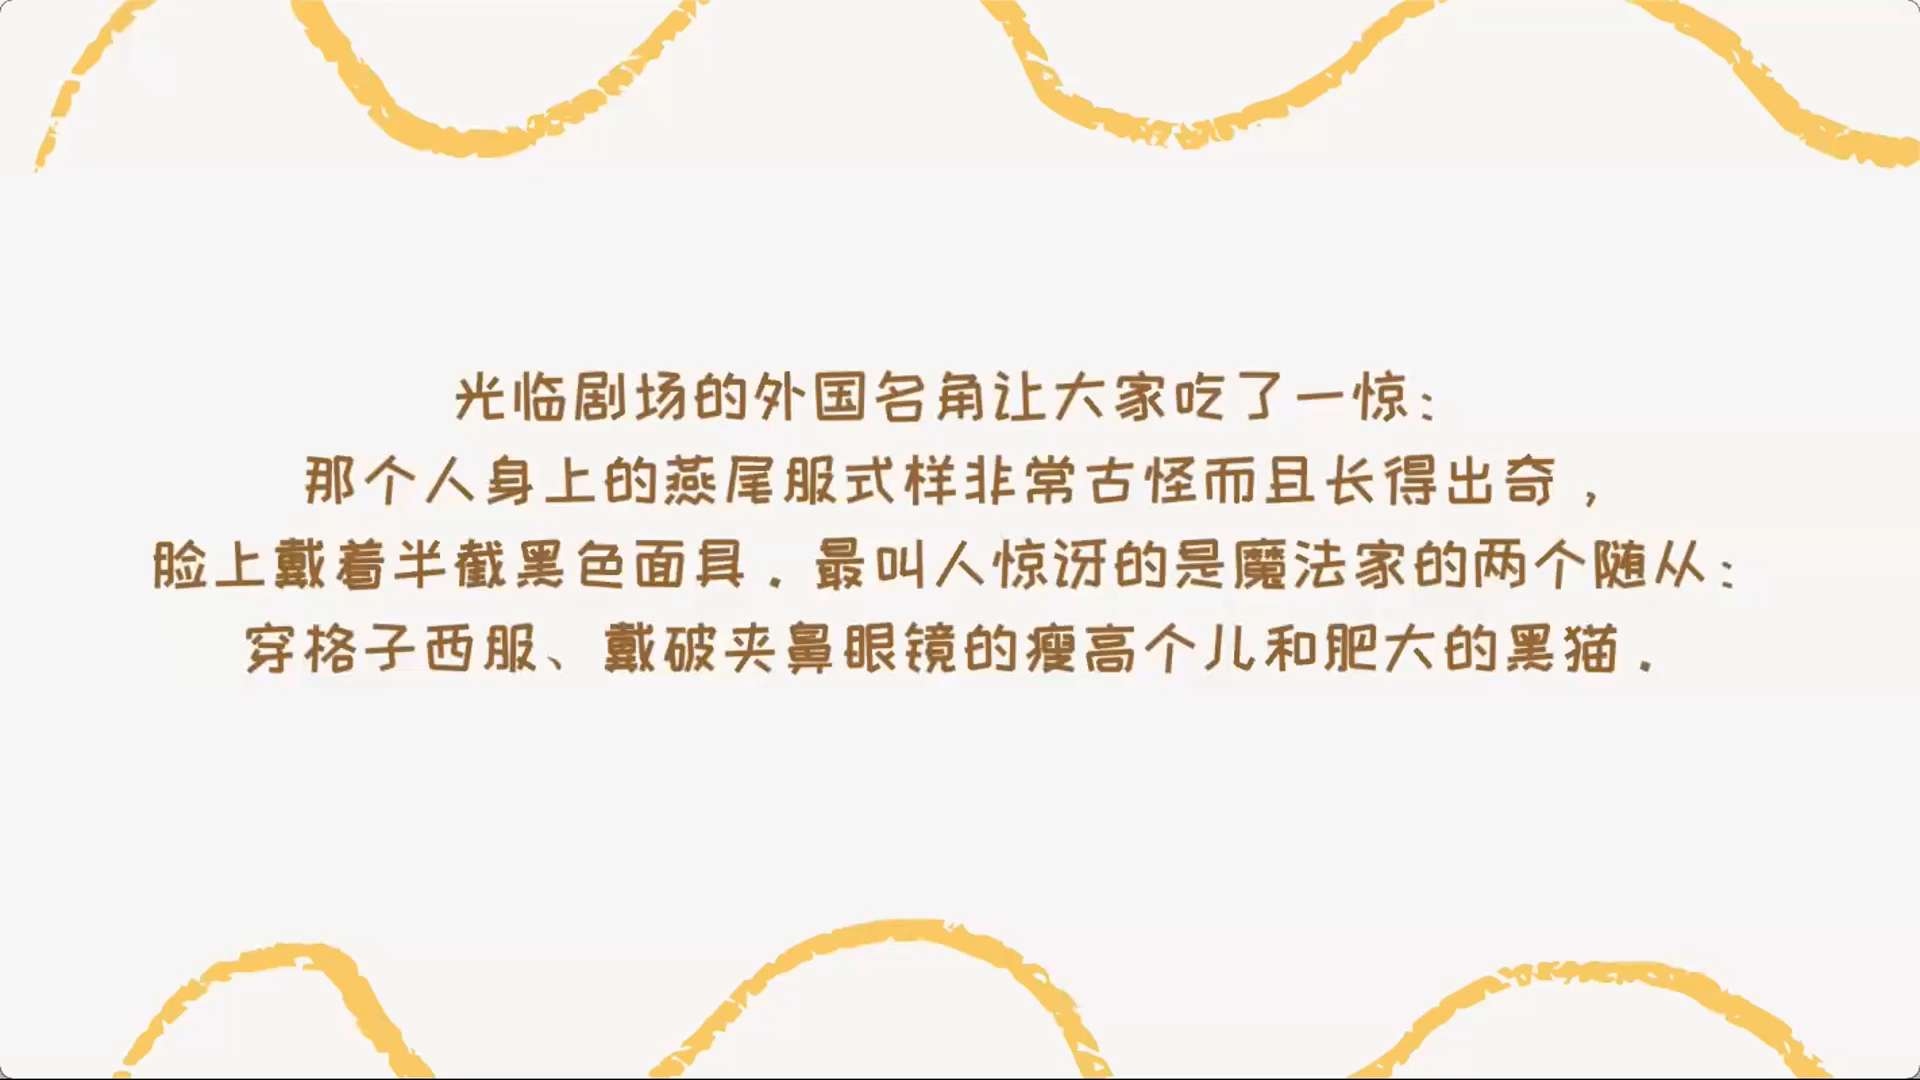 光临剧场的外国名角让大家吃了一惊：
那个人身上的燕尾服式样非常古怪而且长得出奇，
脸上戴着半截黑色面具。最叫人惊讶的是魔法家的两个随从：
穿格子西服、戴破夹鼻眼镜的瘦高个儿和肥大的黑猫。